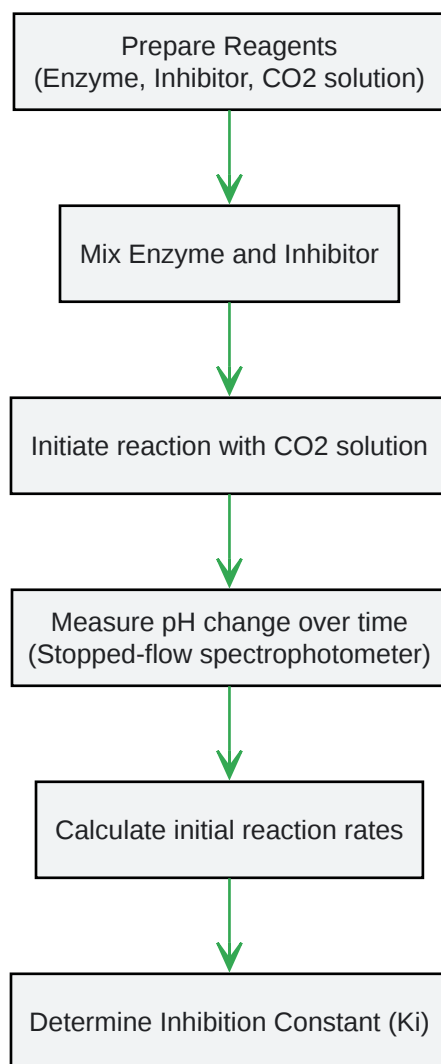 Prepare Reagents
(Enzyme, Inhibitor, CO2 solution)
Mix Enzyme and Inhibitor
Initiate reaction with CO2 solution
Measure pH change over time
(Stopped-flow spectrophotometer)
Calculate initial reaction rates
Determine Inhibition Constant (Ki)